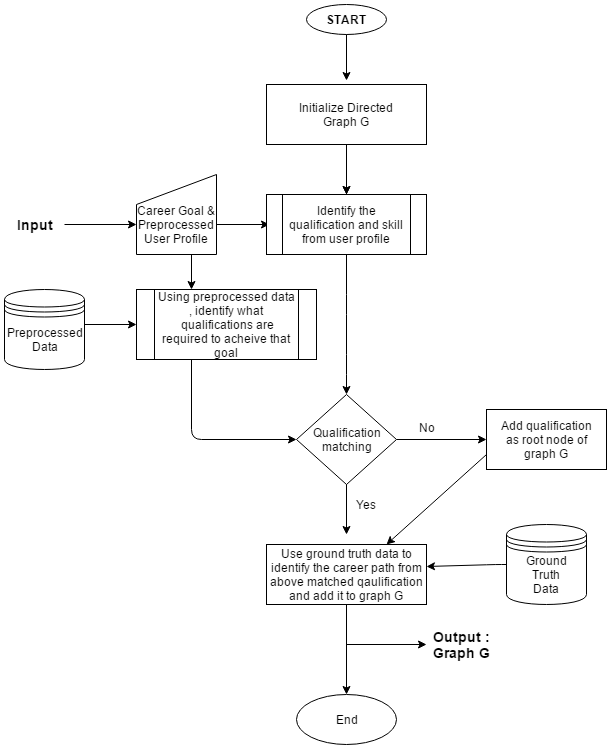 START
Initialize Directed
Graph G
Input
Career Goal &
Preprocessed
User Profile
Identify the
qualification and skill
from user profile
Preprocessed
Data
Using preprocessed data
, identify what
qualifications are
required to acheive that
goal
Qualification
matching
No
Add qualification
as root node of
graph G
Yes
Use ground truth data to
identify the career path from
above matched qaulification
and add it to graph G
Ground
Truth
Data
Output :
Graph G
End